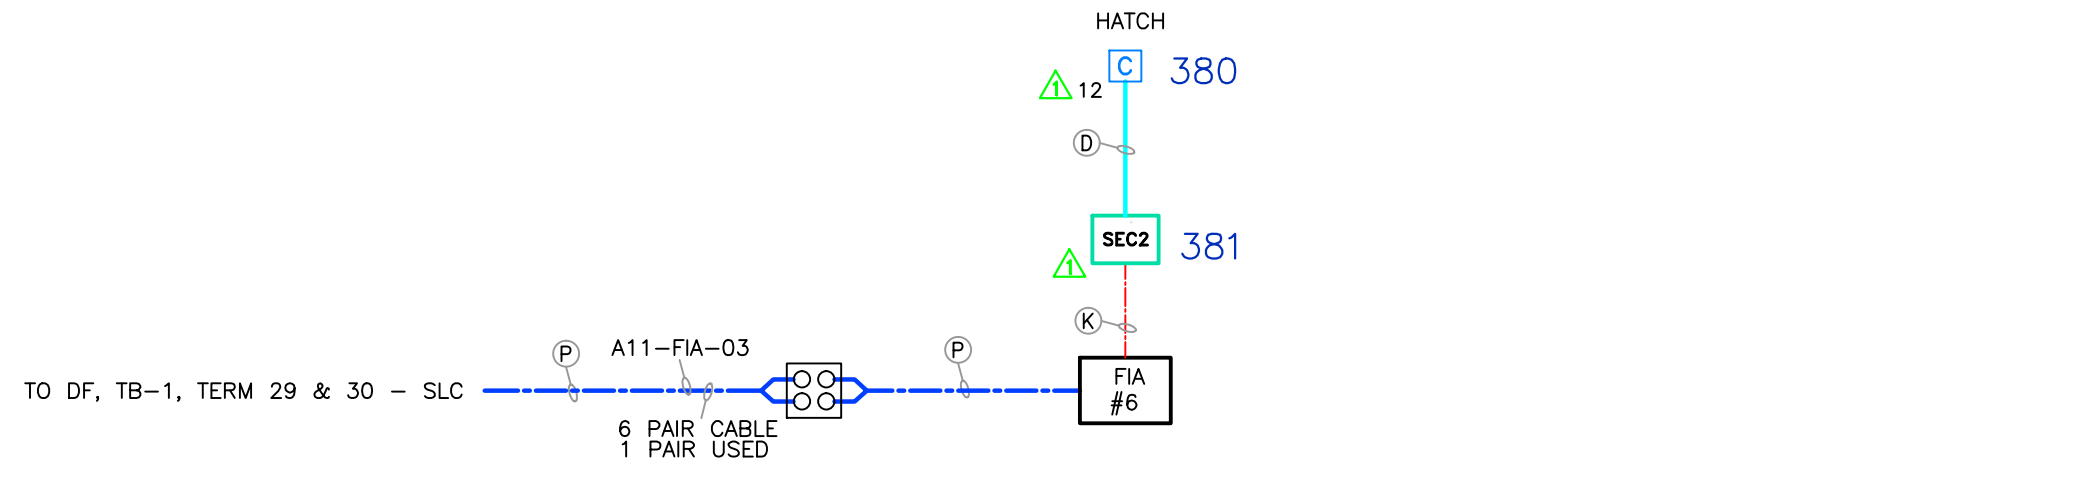 HATCH
C
380
1
12
D
SEC2
381
1
K
P
A11-FIA-03
P
FIA
#6
TO DF, TB-1, TERM 29 & 30 - SLC
6 PAIR CABLE
1 PAIR USED